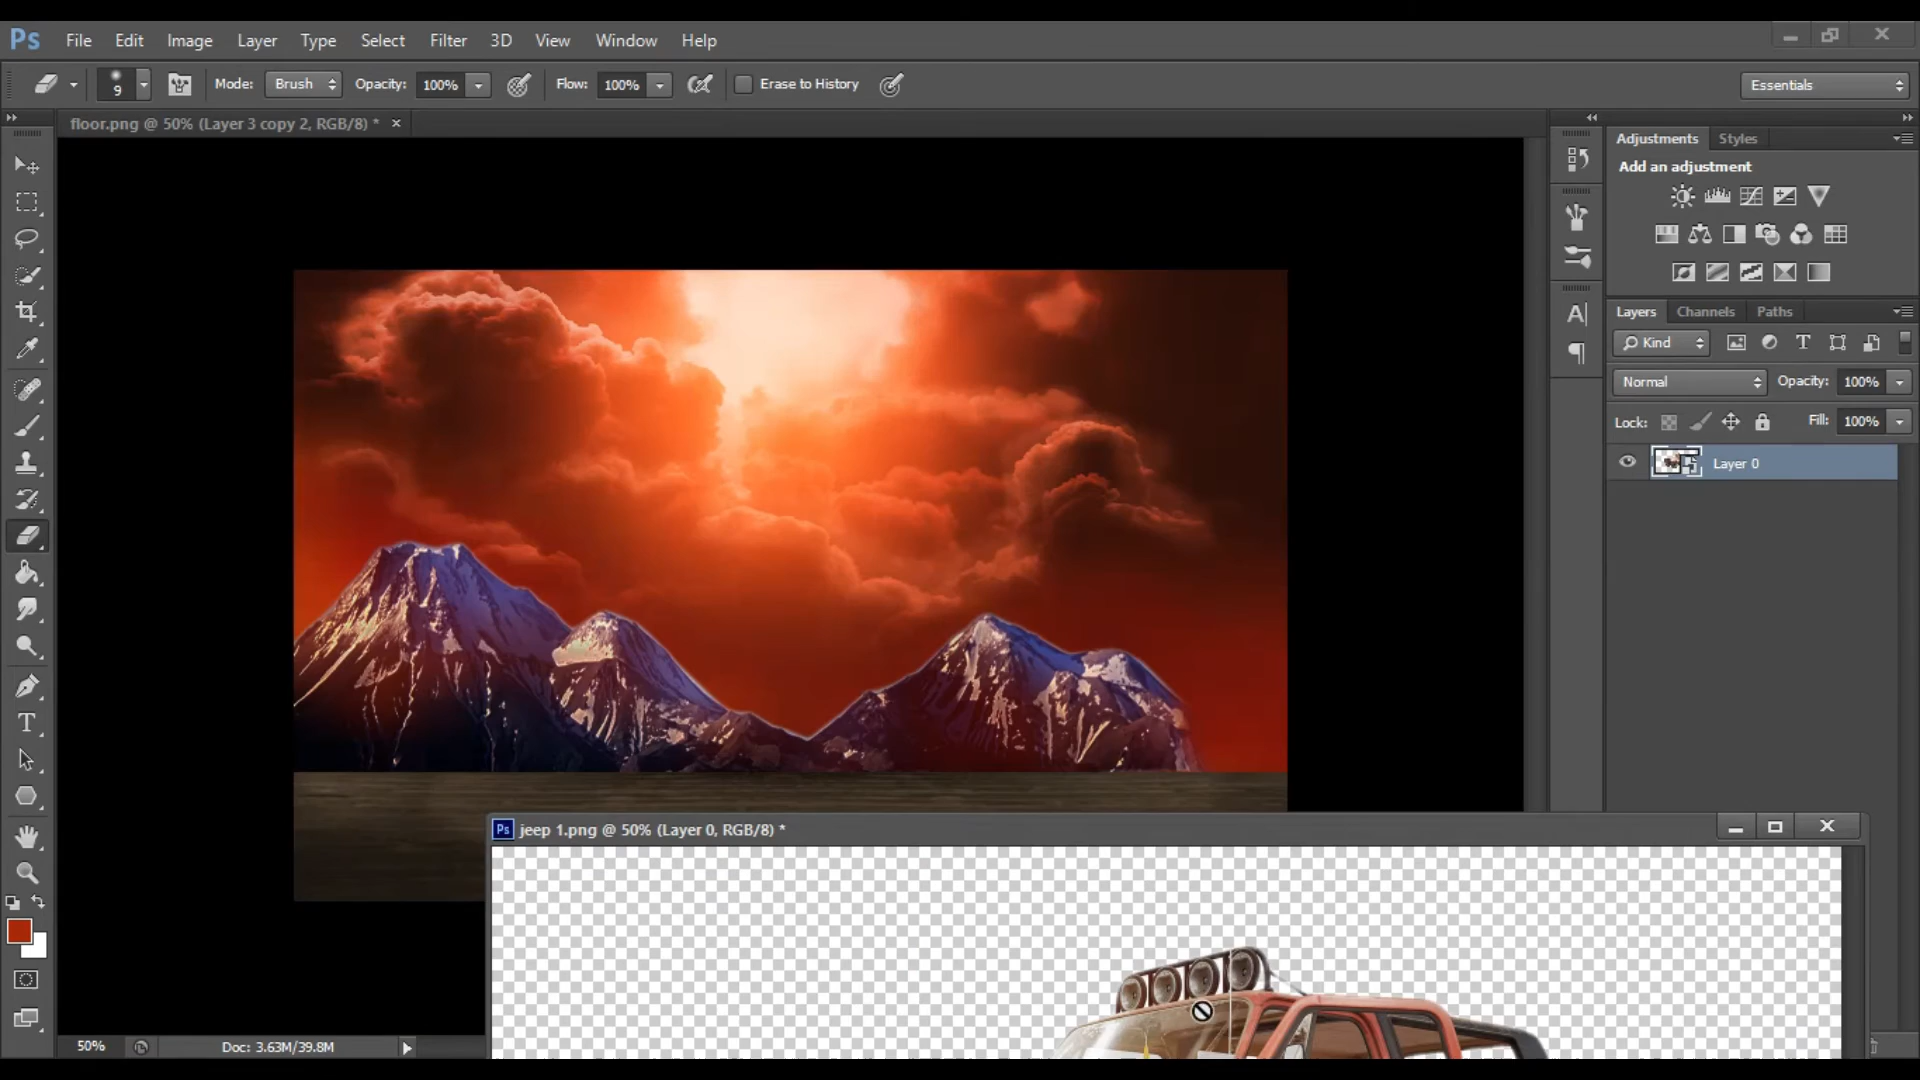 Ps File Edit Image Layer Type Select Filter 3D View Window Help
9 Mode: Brush Opacity: 100% Flow: 100% Erase to History Essentials
floor.png @ 50% (Layer 3 copy 2, RGB/8) *
Adjustments Styles
Add an adjustment
Layers Channels Paths
Kind
Normal Opacity: 100%
Lock: Fill: 100%
Layer 0
Ps jeep 1.png @ 50% (Layer 0, RGB/8) *
50% Doc: 3.63M/39.8M